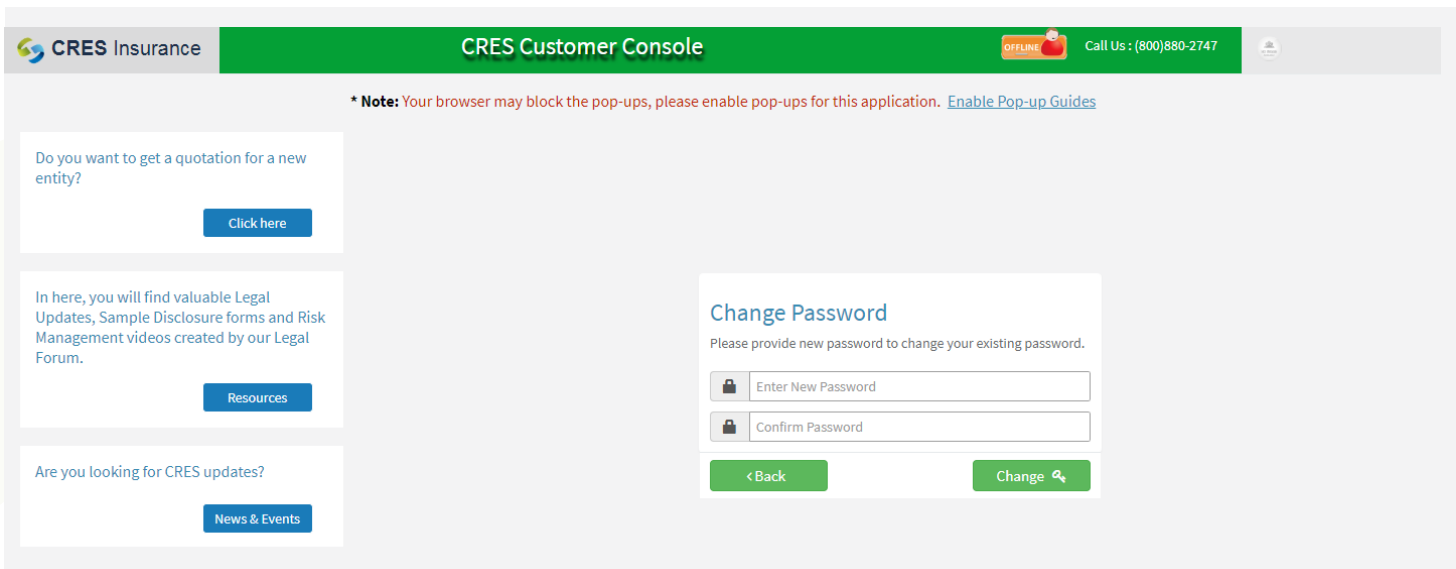 CRES Insurance
CRES Customer Console
OFFLINE
Call Us : (800)880-2747
* Note: Your browser may block the pop-ups, please enable pop-ups for this application. Enable Pop-up Guides
Do you want to get a quotation for a new
entity?
Click here
In here, you will find valuable Legal
Updates, Sample Disclosure forms and Risk
Management videos created by our Legal
Forum.
Resources
Are you looking for CRES updates?
News & Events
Change Password
Please provide new password to change your existing password.
Enter New Password
Confirm Password
<Back
Change